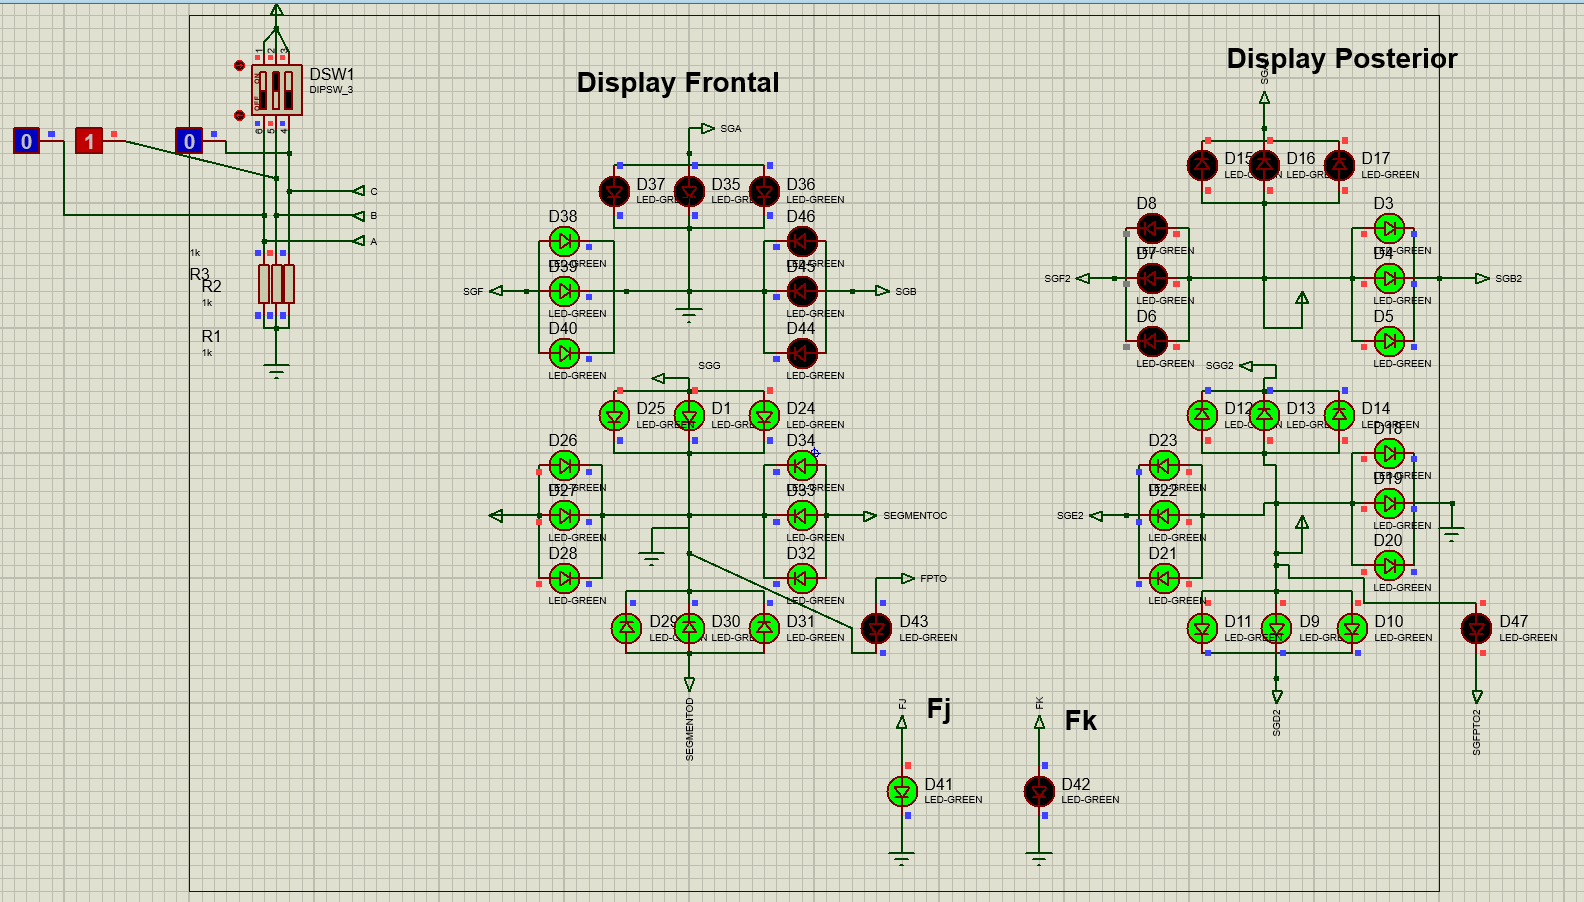 Display Frontal
Display Posterior
1 2 3
DSW1
DIPSW_3
ON
OFF
6 5 4
0
1
0
C
B
A
1k
R3
R2
1k
R1
1k
SGA
D37
LED-GREEN
D35
LED-GREEN
D36
LED-GREEN
D38
LED-GREEN
D39
LED-GREEN
D40
LED-GREEN
D46
LED-GREEN
D45
LED-GREEN
D44
LED-GREEN
SGF
SGB
SGG
D25
LED-GREEN
D1
LED-GREEN
D24
LED-GREEN
D26
LED-GREEN
D27
LED-GREEN
D28
LED-GREEN
D34
LED-GREEN
D33
LED-GREEN
D32
LED-GREEN
SEGMENTOC
D29
LED-GREEN
D30
LED-GREEN
D31
LED-GREEN
FPTO
D43
LED-GREEN
SEGMENTOD
D15
LED-GREEN
D16
LED-GREEN
D17
LED-GREEN
D8
LED-GREEN
D7
LED-GREEN
D6
LED-GREEN
D3
LED-GREEN
D4
LED-GREEN
D5
LED-GREEN
SGF2
SGB2
SGG2
D12
LED-GREEN
D13
LED-GREEN
D14
LED-GREEN
D23
LED-GREEN
D22
LED-GREEN
D21
LED-GREEN
D18
LED-GREEN
D19
LED-GREEN
D20
LED-GREEN
SGE2
D11
LED-GREEN
D9
LED-GREEN
D10
LED-GREEN
D47
LED-GREEN
SGD2
SGFPTO2
FJ
Fj
D41
LED-GREEN
FK
Fk
D42
LED-GREEN